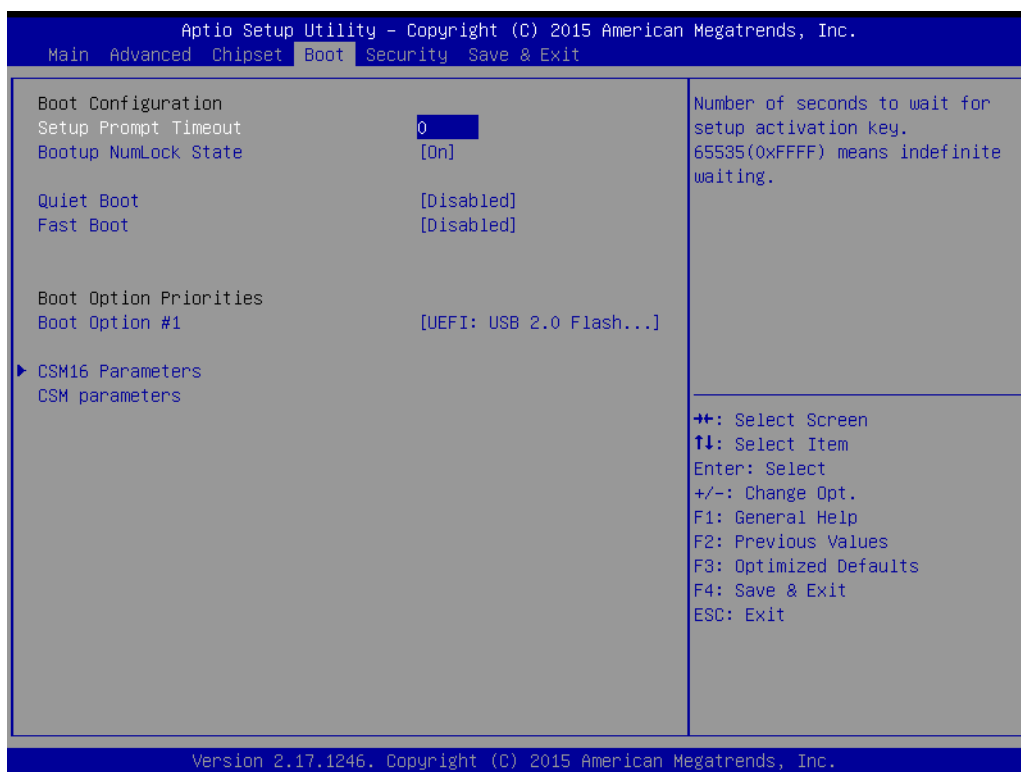 Aptio Setup Utility – Copyright (C) 2015 American Megatrends, Inc.
Main Advanced Chipset Boot Security Save & Exit
Boot Configuration
Setup Prompt Timeout 0
Bootup NumLock State [On]
Quiet Boot [Disabled]
Fast Boot [Disabled]
Boot Option Priorities
Boot Option #1 [UEFI: USB 2.0 Flash...]
CSM16 Parameters
CSM parameters
Number of seconds to wait for
setup activation key.
65535(0xFFFF) means indefinite
waiting.
→←: Select Screen
↑↓: Select Item
Enter: Select
+/-: Change Opt.
F1: General Help
F2: Previous Values
F3: Optimized Defaults
F4: Save & Exit
ESC: Exit
Version 2.17.1246. Copyright (C) 2015 American Megatrends, Inc.